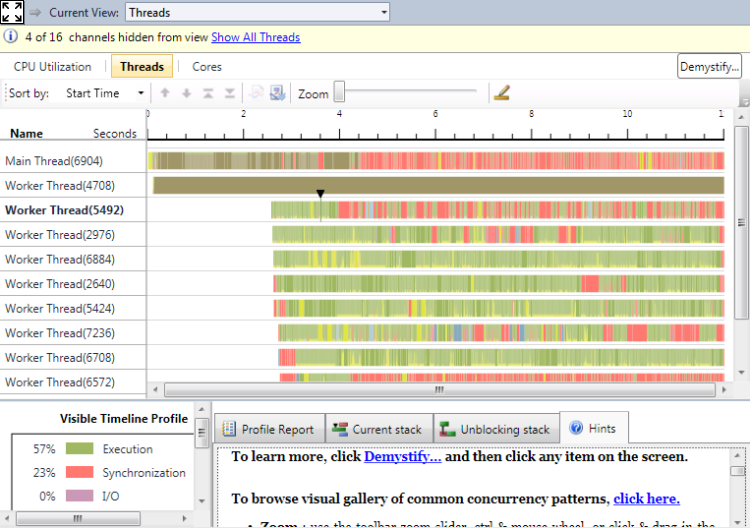 Current View: Threads
4 of 16 channels hidden from view Show All Threads
CPU Utilization Threads Cores Demystify...
Sort by: Start Time Zoom
0 2 4 6 8 10 1
Name Seconds
Main Thread(6904)
Worker Thread(4708)
Worker Thread(5492)
Worker Thread(2976)
Worker Thread(6884)
Worker Thread(2640)
Worker Thread(5424)
Worker Thread(7236)
Worker Thread(6708)
Worker Thread(6572)
Visible Timeline Profile
57% Execution
23% Synchronization
0% I/O
Profile Report Current stack Unblocking stack Hints
To learn more, click Demystify... and then click any item on the screen.
To browse visual gallery of common concurrency patterns, click here.
• Zoom : use the toolbar zoom slider, ctrl & mouse wheel, or click & drag in the